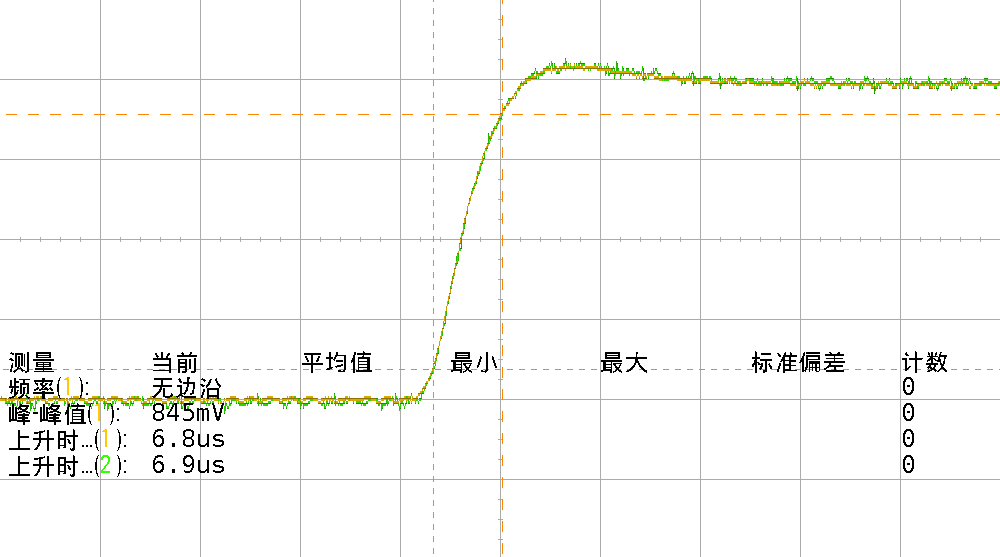 测量 当前 平均值 最小 最大 标准偏差 计数
频率(1): 无边沿 0
峰-峰值(1): 845mV 0
上升时…(1): 6.8us 0
上升时…(2): 6.9us 0